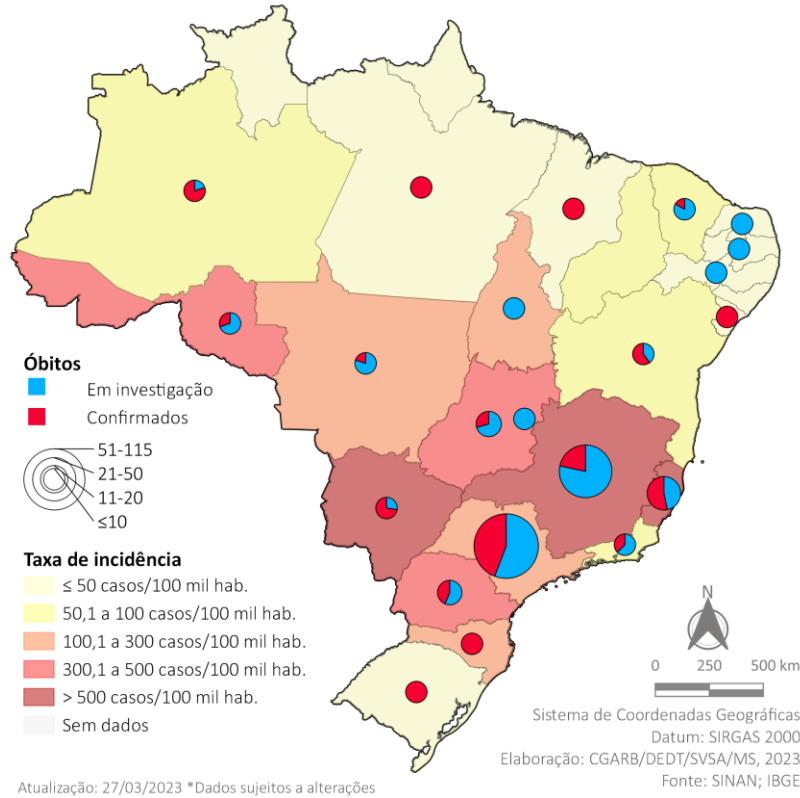 Óbitos
Em investigação
Confirmados
51-115
21-50
11-20
≤10
Taxa de incidência
≤ 50 casos/100 mil hab.
50,1 a 100 casos/100 mil hab.
100,1 a 300 casos/100 mil hab.
300,1 a 500 casos/100 mil hab.
> 500 casos/100 mil hab.
Sem dados
N
0 250 500 km
Sistema de Coordenadas Geográficas
Datum: SIRGAS 2000
Elaboração: CGARB/DEDT/SVSA/MS, 2023
Fonte: SINAN; IBGE
Atualização: 27/03/2023 *Dados sujeitos a alterações